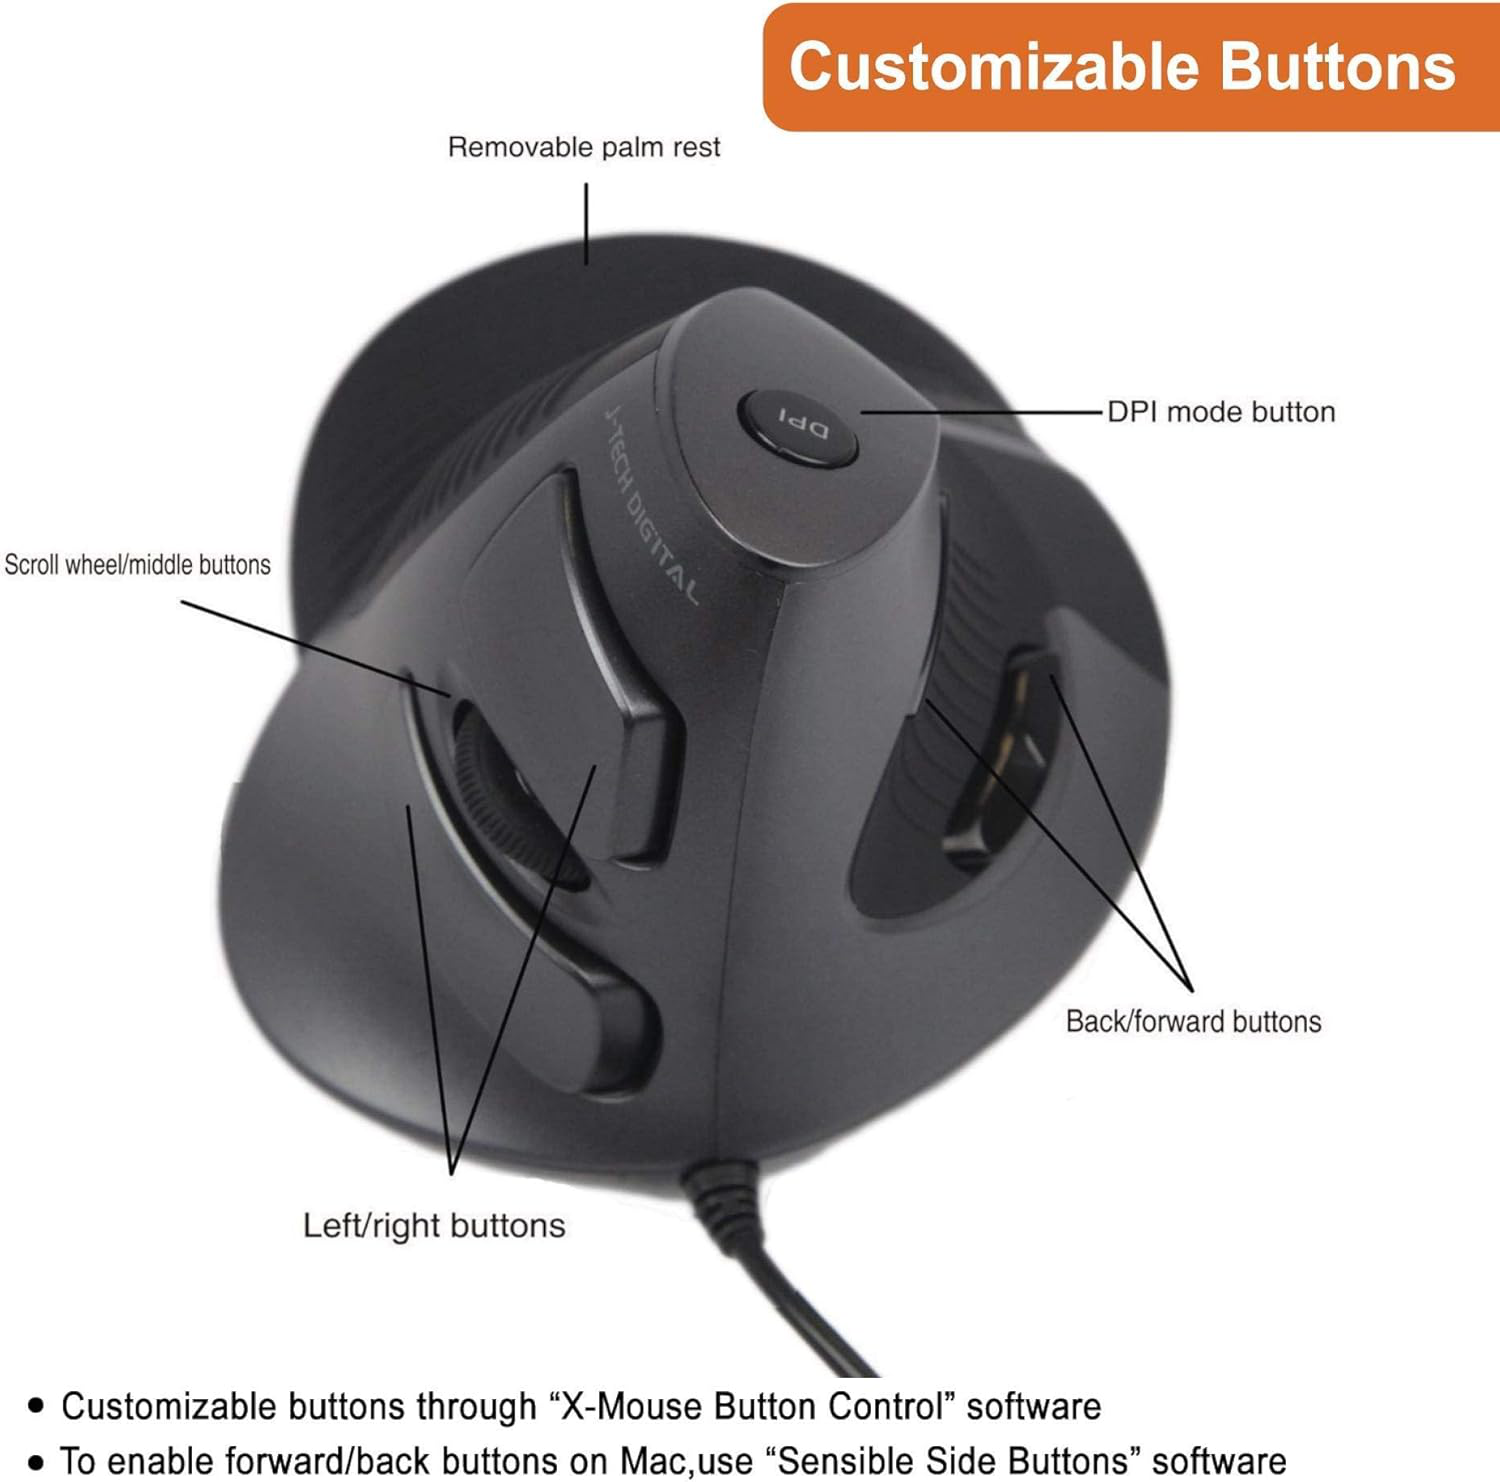 Customizable Buttons
Removable palm rest
DPI
DPI mode button
J-TECH DIGITAL
Scroll wheel/middle buttons
Back/forward buttons
Left/right buttons
• Customizable buttons through “X-Mouse Button Control” software
• To enable forward/back buttons on Mac,use “Sensible Side Buttons” software